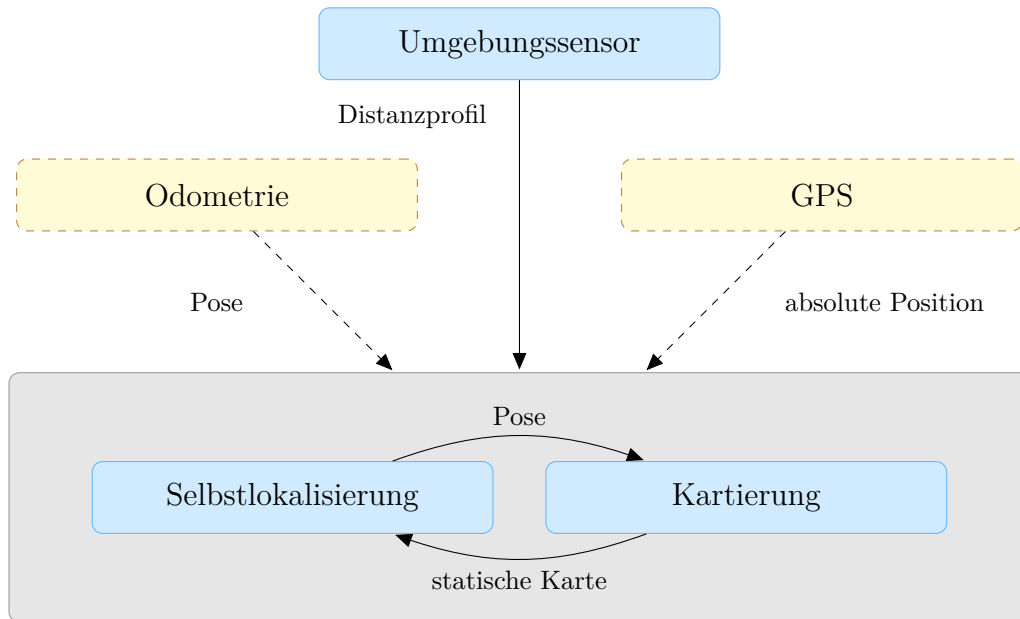 Umgebungssensor
Distanzprofil
Odometrie
GPS
Pose
absolute Position
Pose
Selbstlokalisierung
Kartierung
statische Karte